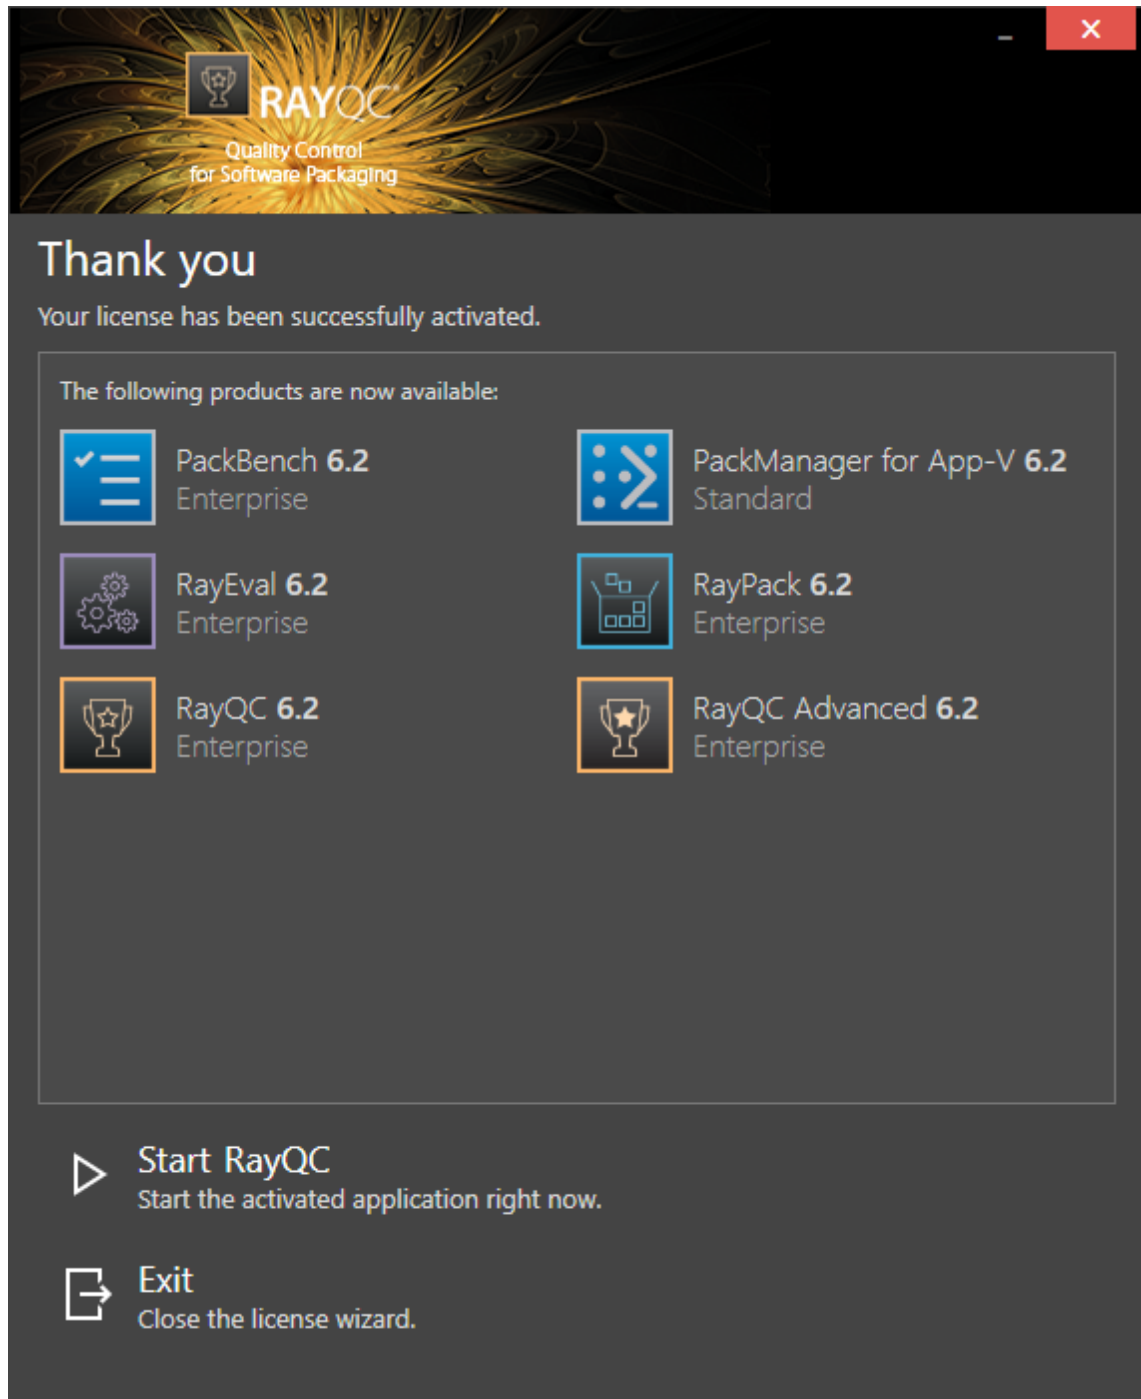 RAYQC®
Quality Control
for Software Packaging
Thank you
Your license has been successfully activated.
The following products are now available:
PackBench 6.2
Enterprise
PackManager for App-V 6.2
Standard
RayEval 6.2
Enterprise
RayPack 6.2
Enterprise
RayQC 6.2
Enterprise
RayQC Advanced 6.2
Enterprise
Start RayQC
Start the activated application right now.
Exit
Close the license wizard.